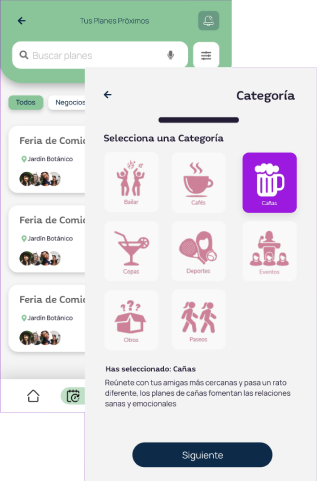 Tus Planes Próximos
Buscar planes
Todos
Negocios
Feria de Comic
Jardín Botánico
Feria de Comic
Jardín Botánico
Feria de Comic
Jardín Botánico
Categoría
Selecciona una Categoría
Bailar
Cafés
Cañas
Copas
Deportes
Eventos
???
Otros
Paseos
Has seleccionado: Cañas
Reúnete con tus amigas más cercanas y pasa un rato
diferente, los planes de cañas fomentan las relaciones
sanas y emocionales
Siguiente